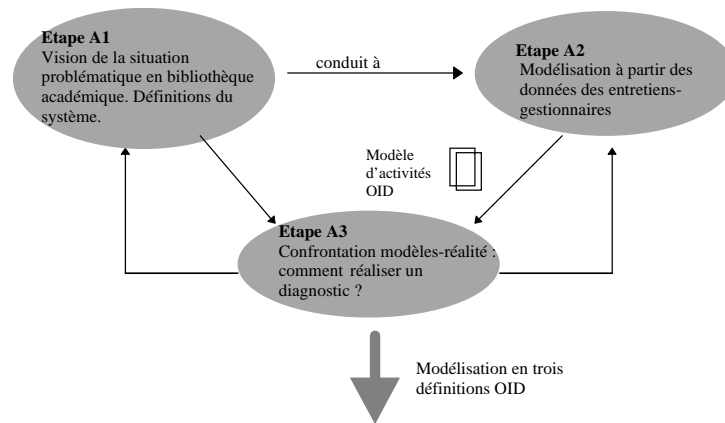 Etape A1
Vision de la situation
problématique en bibliothèque
académique. Définitions du
système.
conduit à
Etape A2
Modélisation à partir des
données des entretiens-
gestionnaires
Modèle
d'activités
OID
Etape A3
Confrontation modèles-réalité :
comment réaliser un
diagnostic ?
Modélisation en trois
définitions OID